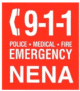 9-1-1
POLICE • MEDICAL • FIRE
EMERGENCY
NENA